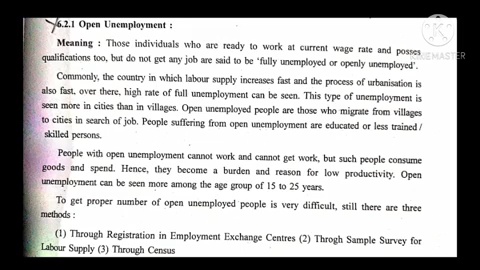 6.2.1 Open Unemployment :
Meaning : Those individuals who are ready to work at current wage rate and posses
qualifications too, but do not get any job are said to be 'fully unemployed or openly unemployed'.
Commonly, the country in which labour supply increases fast and the process of urbanisation
is also fast, over there, high rate of full unemployment can be seen. This type of unemployment is
seen more in cities than in villages. Open unemployed people are those who migrate from villages
to cities in search of job. People suffering from open unemployment are educated or less trained /
skilled persons.
People with open unemployment cannot work and cannot get work, but such people consume
goods and spend. Hence, they become a burden and reason for low productivity. Open
unemployment can be seen more among the age group of 15 to 25 years.
To get proper number of open unemployed people is very difficult, still there are three
methods :
(1) Through Registration in Employment Exchange Centres (2) Throgh Sample Survey for
Labour Supply (3) Through Census